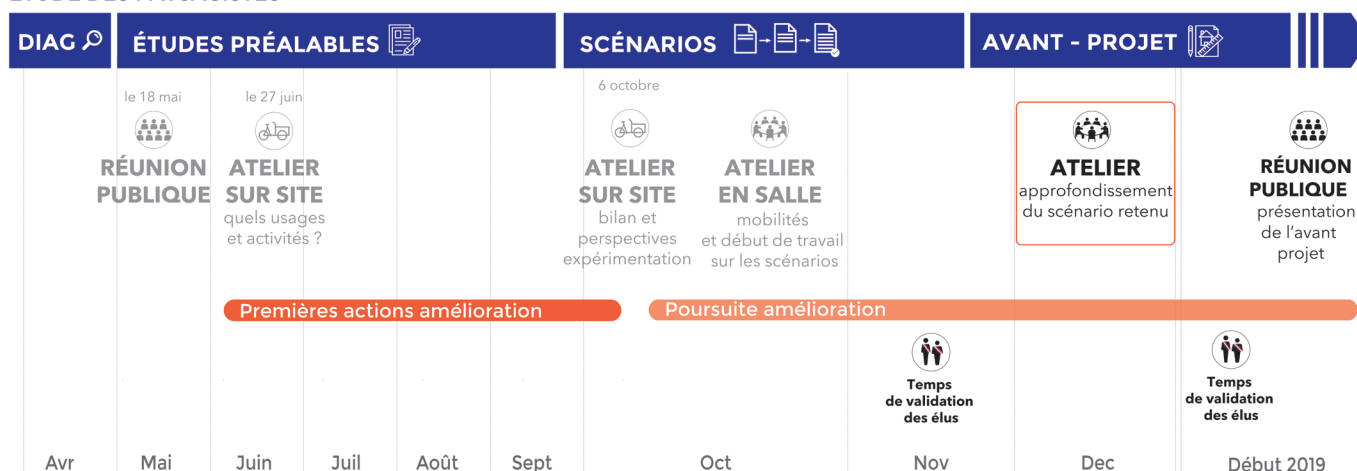 DIAG
ÉTUDES PRÉALABLES
SCÉNARIOS
AVANT - PROJET
le 18 mai
RÉUNION
PUBLIQUE
le 27 juin
ATELIER
SUR SITE
quels usages
et activités ?
6 octobre
ATELIER
SUR SITE
bilan et
perspectives
expérimentation
ATELIER
EN SALLE
mobilités
et début de travail
sur les scénarios
ATELIER
approfondissement
du scénario retenu
RÉUNION
PUBLIQUE
présentation
de l'avant
projet
Premières actions amélioration
Poursuite amélioration
Temps
de validation
des élus
Temps
de validation
des élus
Avr
Mai
Juin
Juil
Août
Sept
Oct
Nov
Dec
Début 2019